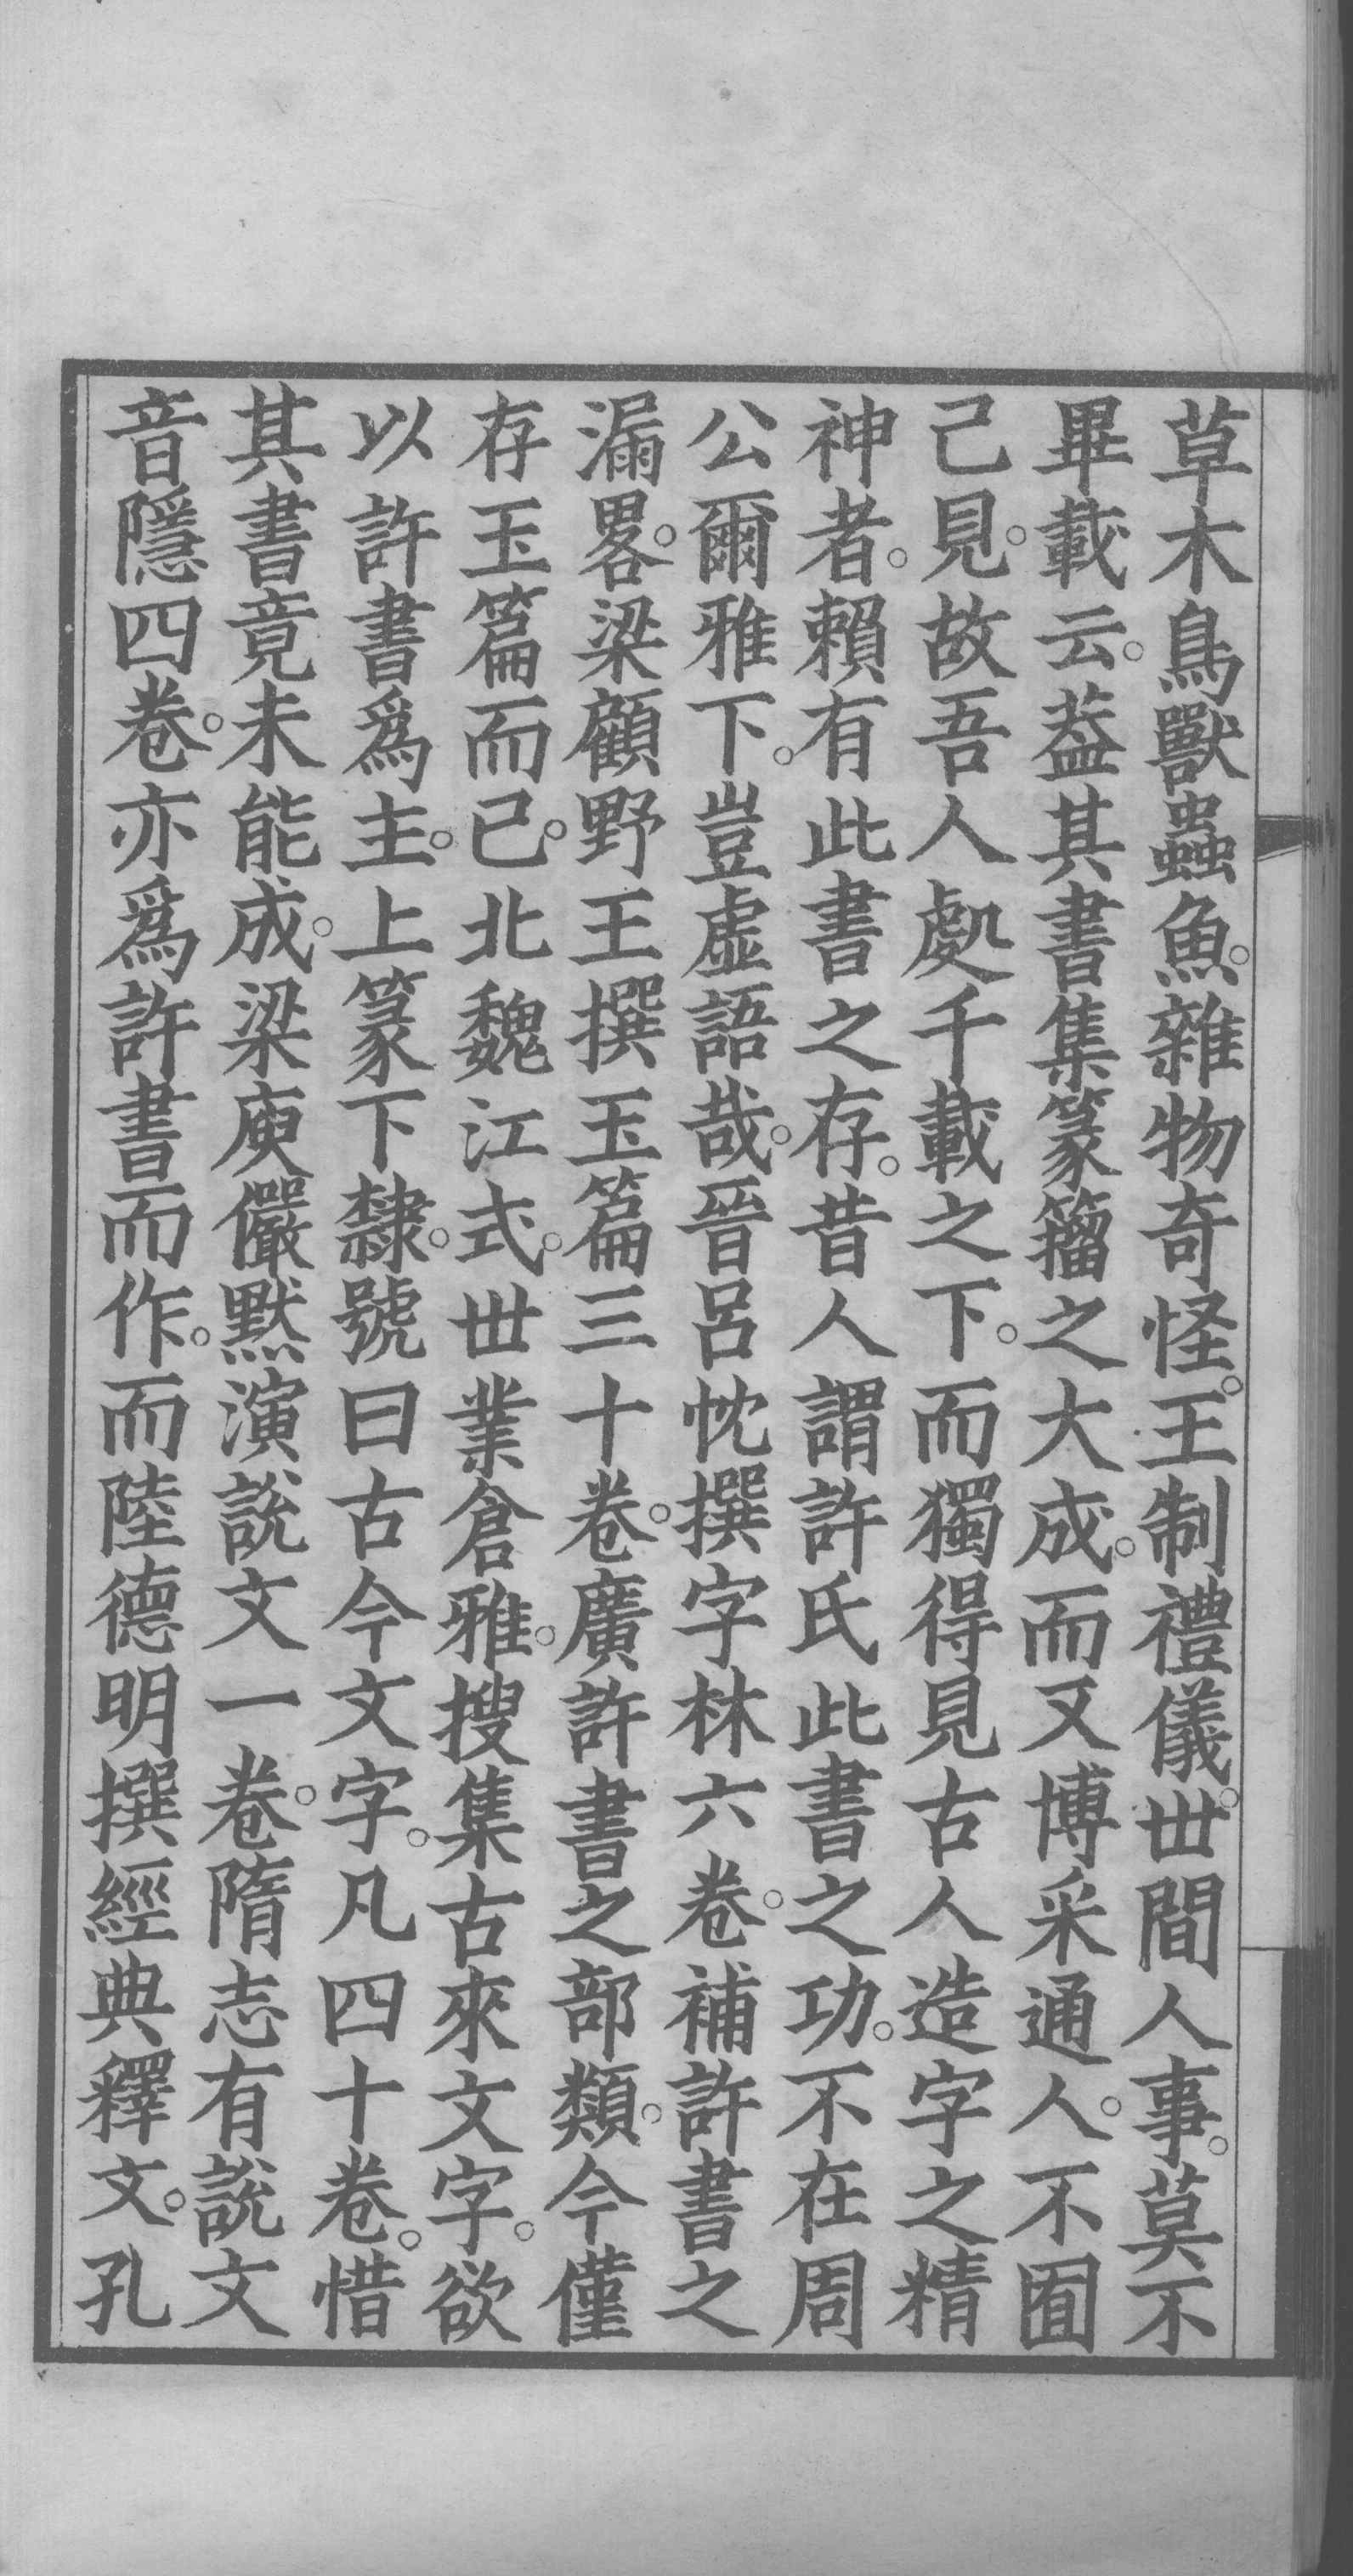 草木鳥獸蟲魚。雜物奇怪。王制禮儀。丗間人事。莫不
畢載云。葢其書集篆籒之大成。而又博采通人。不囿
己見。故吾人處千載之下。而獨得見古人造字之精
神者。賴有此書之存。昔人謂許氏此書之功。不在周
公爾雅下。豈虛語哉。晉呂忱撰字林六卷。補許書之
漏畧。梁顧野王撰玉篇三十卷。廣許書之部類。今僅
存玉篇而已。北魏江式。丗業倉雅。搜集古來文字。欲
以許書爲主。上篆下隸。號曰古今文字。凡四十卷。惜
其書竟未能成。梁庾儼默演說文一卷。隋志有說文
音隱四卷。亦爲許書而作。而陸德明撰經典釋文。孔